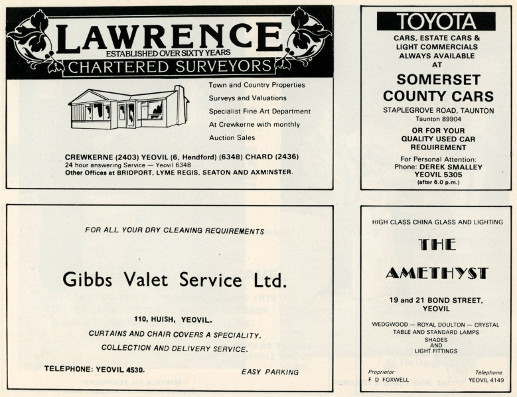 LAWRENCE
ESTABLISHED OVER SIXTY YEARS
CHARTERED SURVEYORS
Town and Country Properties
Surveys and Valuations
Specialist Fine Art Department
At Crewkerne with monthly
Auction Sales
CREWKERNE (2403) YEOVIL (6, Hendford) (6348) CHARD (2436)
24 hour answering Service — Yeovil 6348
Other Offices at BRIDPORT, LYME REGIS, SEATON AND AXMINSTER.
TOYOTA
CARS, ESTATE CARS &
LIGHT COMMERCIALS
ALWAYS AVAILABLE
AT
SOMERSET
COUNTY CARS
STAPLEGROVE ROAD, TAUNTON
Taunton 89904
OR FOR YOUR
QUALITY USED CAR
REQUIREMENT
For Personal Attention:
Phone: DEREK SMALLEY
YEOVIL 5305
(after 6.0 p.m.)
FOR ALL YOUR DRY CLEANING REQUIREMENTS
Gibbs Valet Service Ltd.
110, HUISH, YEOVIL.
CURTAINS AND CHAIR COVERS A SPECIALITY.
COLLECTION AND DELIVERY SERVICE.
TELEPHONE: YEOVIL 4530.
EASY PARKING
HIGH CLASS CHINA GLASS AND LIGHTING
THE
AMETHYST
19 and 21 BOND STREET,
YEOVIL
WEDGWOOD — ROYAL DOULTON — CRYSTAL
TABLE AND STANDARD LAMPS
SHADES
AND
LIGHT FITTINGS
Proprietor
F D FOXWELL
Telephone
YEOVIL 4149